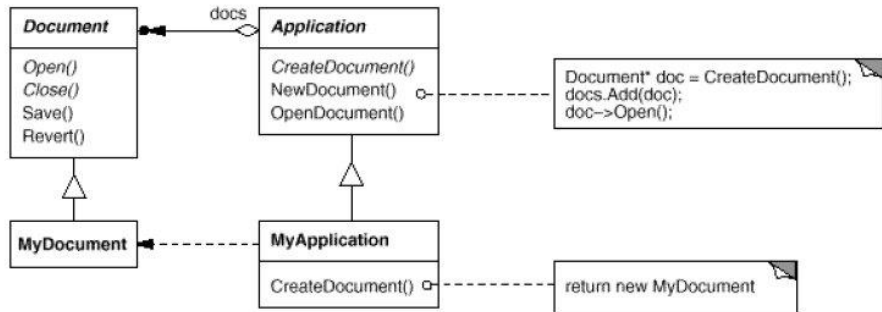 docs
Document
Open()
Close()
Save()
Revert()
Application
CreateDocument()
NewDocument()
OpenDocument()
Document* doc = CreateDocument();
docs.Add(doc);
doc->Open();
MyDocument
MyApplication
CreateDocument()
return new MyDocument